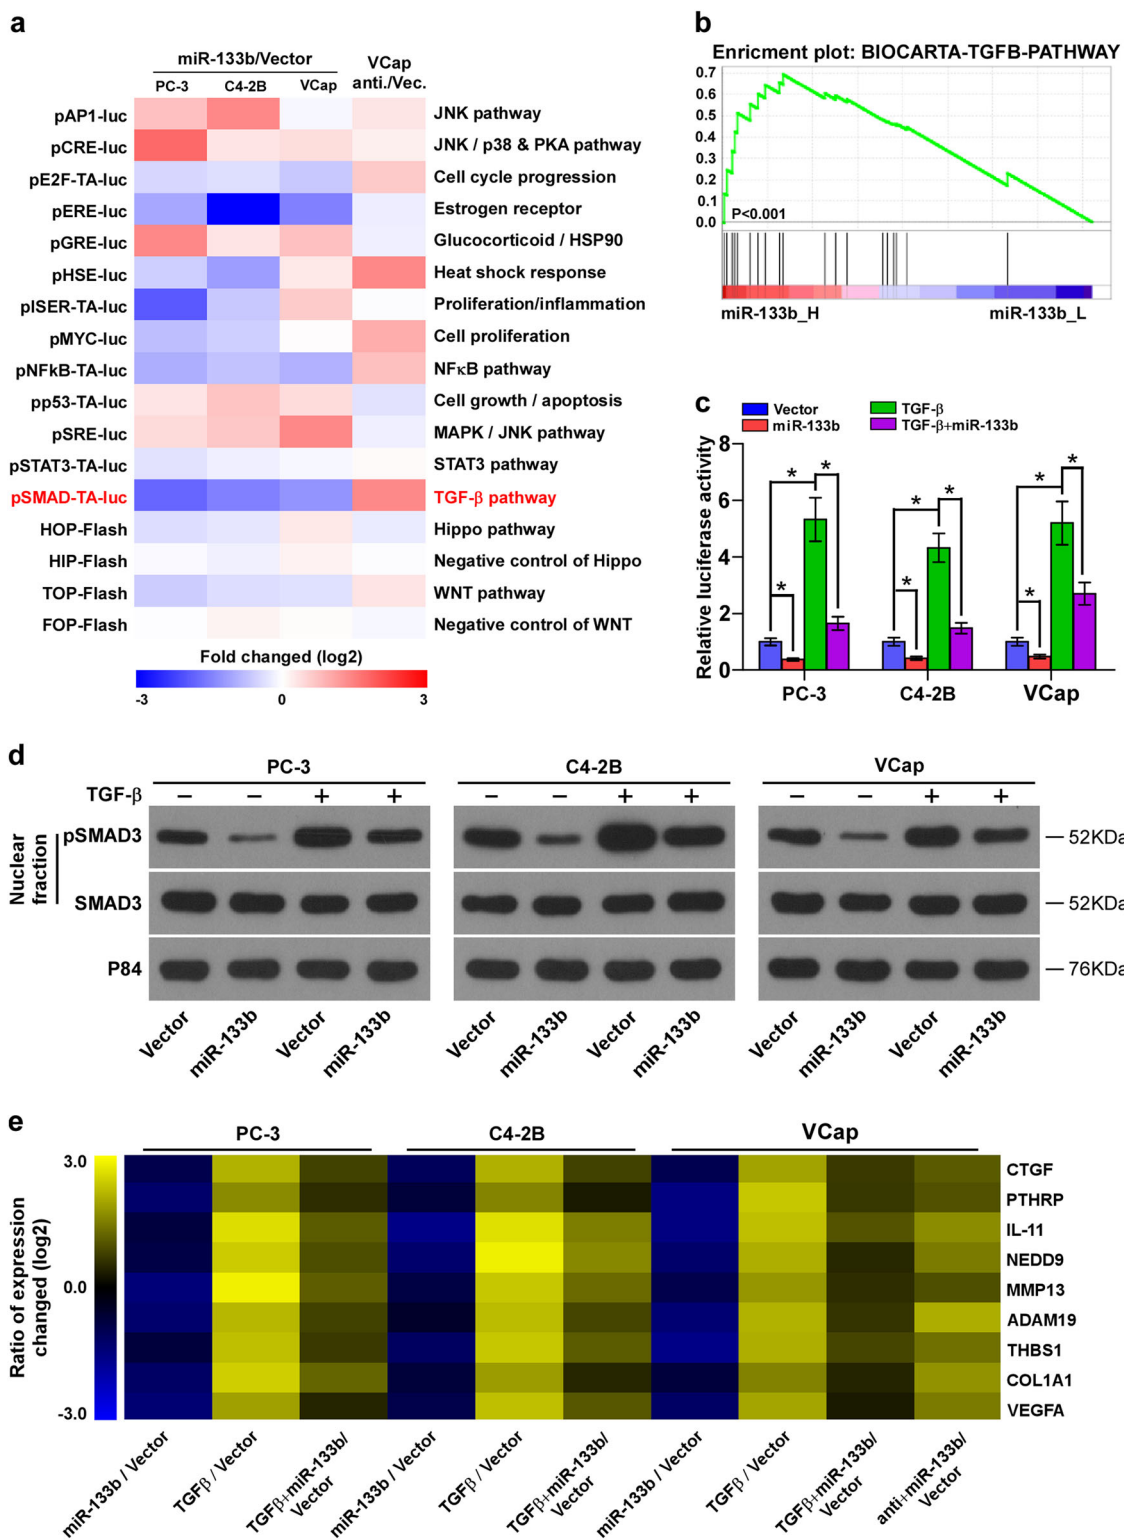 a
miR-133b/Vector
VCap
anti./Vec.
PC-3 C4-2B VCap
pAP1-luc JNK pathway
pCRE-luc JNK / p38 & PKA pathway
pE2F-TA-luc Cell cycle progression
pERE-luc Estrogen receptor
pGRE-luc Glucocorticoid / HSP90
pHSE-luc Heat shock response
pISER-TA-luc Proliferation/inflammation
pMYC-luc Cell proliferation
pNFkB-TA-luc NFκB pathway
pp53-TA-luc Cell growth / apoptosis
pSRE-luc MAPK / JNK pathway
pSTAT3-TA-luc STAT3 pathway
pSMAD-TA-luc TGF-β pathway
HOP-Flash Hippo pathway
HIP-Flash Negative control of Hippo
TOP-Flash WNT pathway
FOP-Flash Negative control of WNT
Fold changed (log2)
-3 0 3
b
Enricment plot: BIOCARTA-TGFB-PATHWAY
0.7
0.6
0.5
0.4
0.3
0.2
0.1
0.0
P<0.001
miR-133b_H miR-133b_L
c
Vector TGF-β
miR-133b TGF-β+miR-133b
Relative luciferase activity
8
6
4
2
0
* * * * * *
* * *
PC-3 C4-2B VCap
d
PC-3 C4-2B VCap
TGF-β − − + + − − + + − − + +
Nuclear
fraction
pSMAD3 52KDa
SMAD3 52KDa
P84 76KDa
Vector miR-133b Vector miR-133b Vector miR-133b Vector miR-133b Vector miR-133b Vector miR-133b
e
PC-3 C4-2B VCap
Ratio of expression
changed (log2)
3.0
0.0
-3.0
CTGF
PTHRP
IL-11
NEDD9
MMP13
ADAM19
THBS1
COL1A1
VEGFA
miR-133b / Vector
TGFβ / Vector
TGFβ+miR-133b/
Vector
miR-133b / Vector
TGFβ / Vector
TGFβ+miR-133b/
Vector
miR-133b / Vector
TGFβ / Vector
TGFβ+miR-133b/
Vector
anti+miR-133b/
Vector